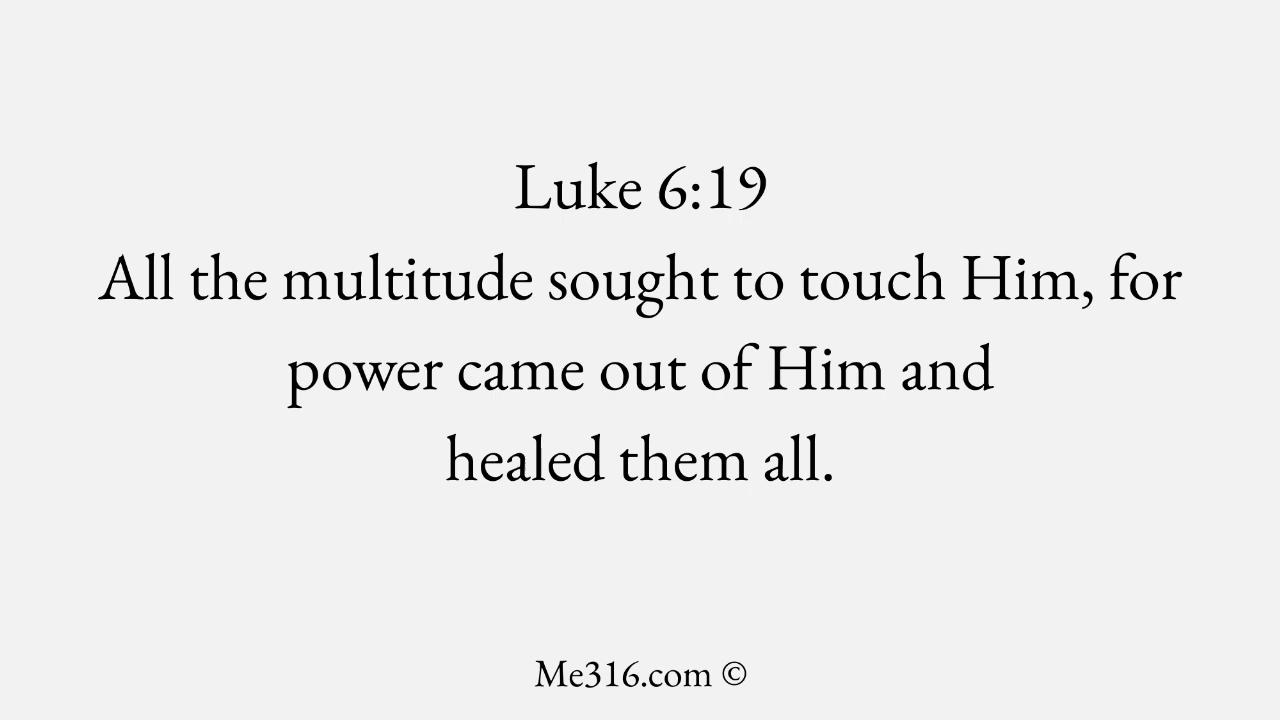 Luke 6:19
All the multitude sought to touch Him, for
power came out of Him and
healed them all.
Me316.com ©